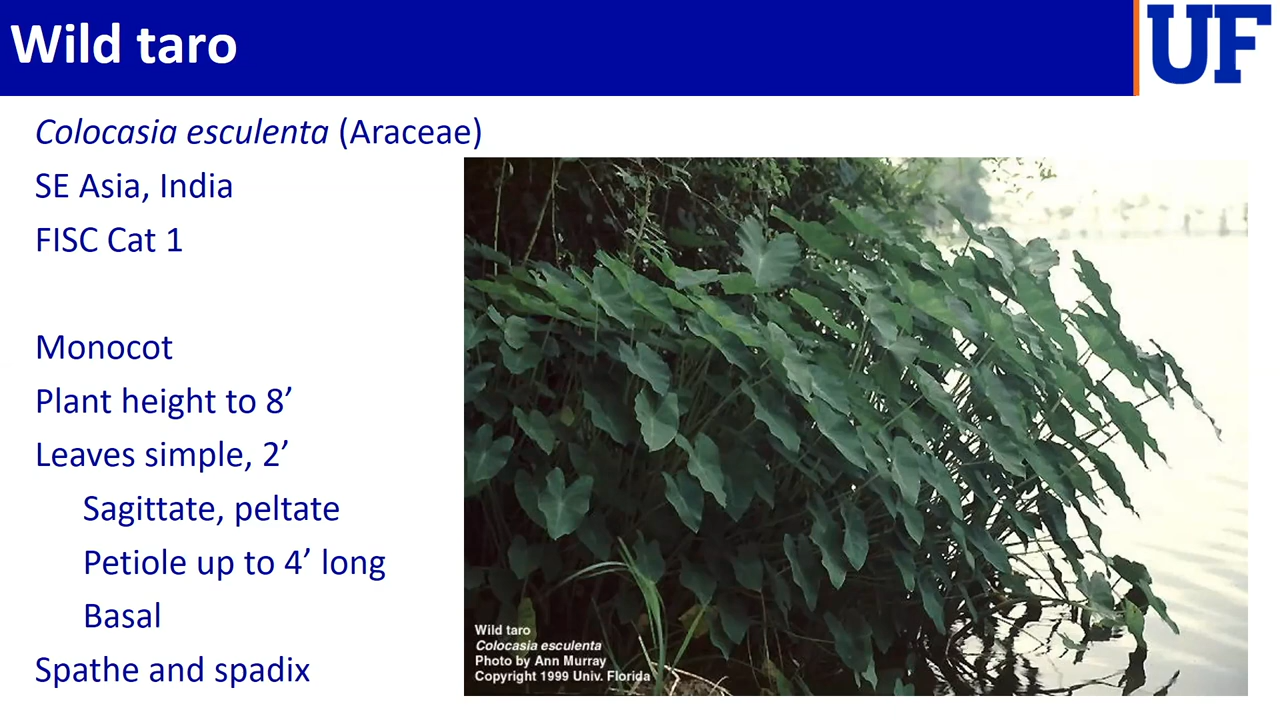 Wild taro
UF
Colocasia esculenta (Araceae)
SE Asia, India
FISC Cat 1
Monocot
Plant height to 8’
Leaves simple, 2’
Sagittate, peltate
Petiole up to 4’ long
Basal
Spathe and spadix
Wild taro
Colocasia esculenta
Photo by Ann Murray
Copyright 1999 Univ. Florida